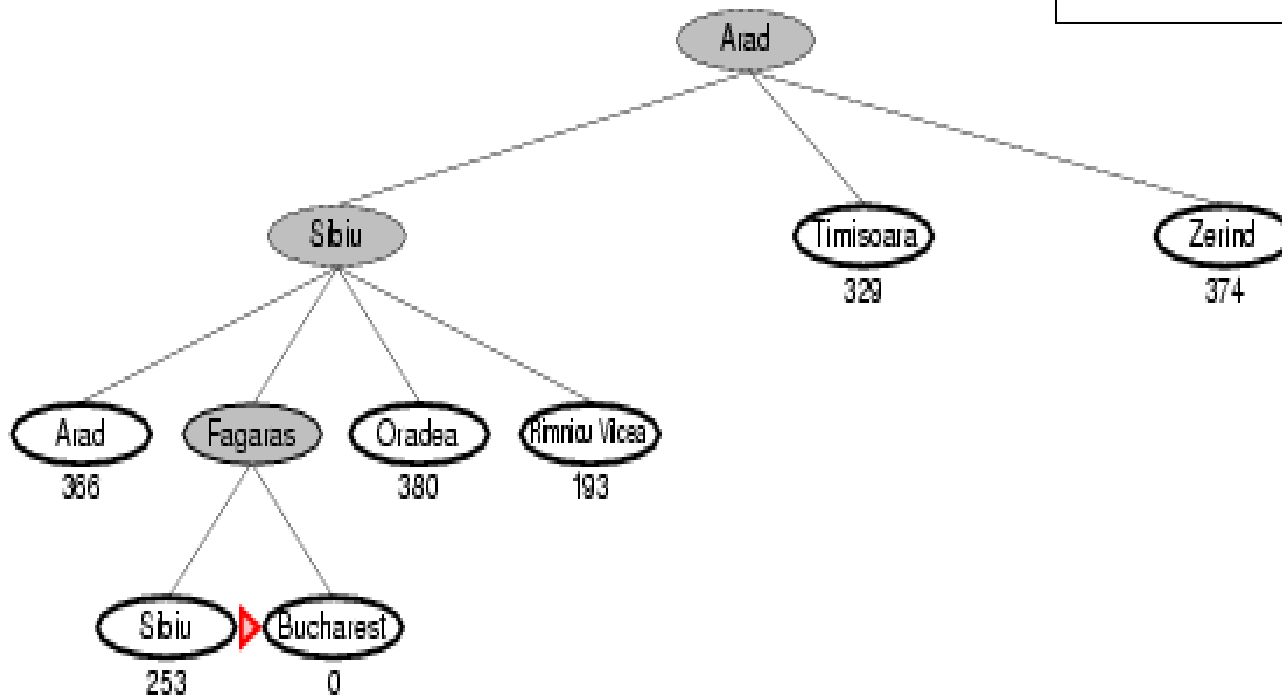 Arad
Sibiu Timisoara Zerind
329 374
Arad Fagaras Oradea Rimnicu Vilcea
366 380 193
Sibiu Bucharest
253 0